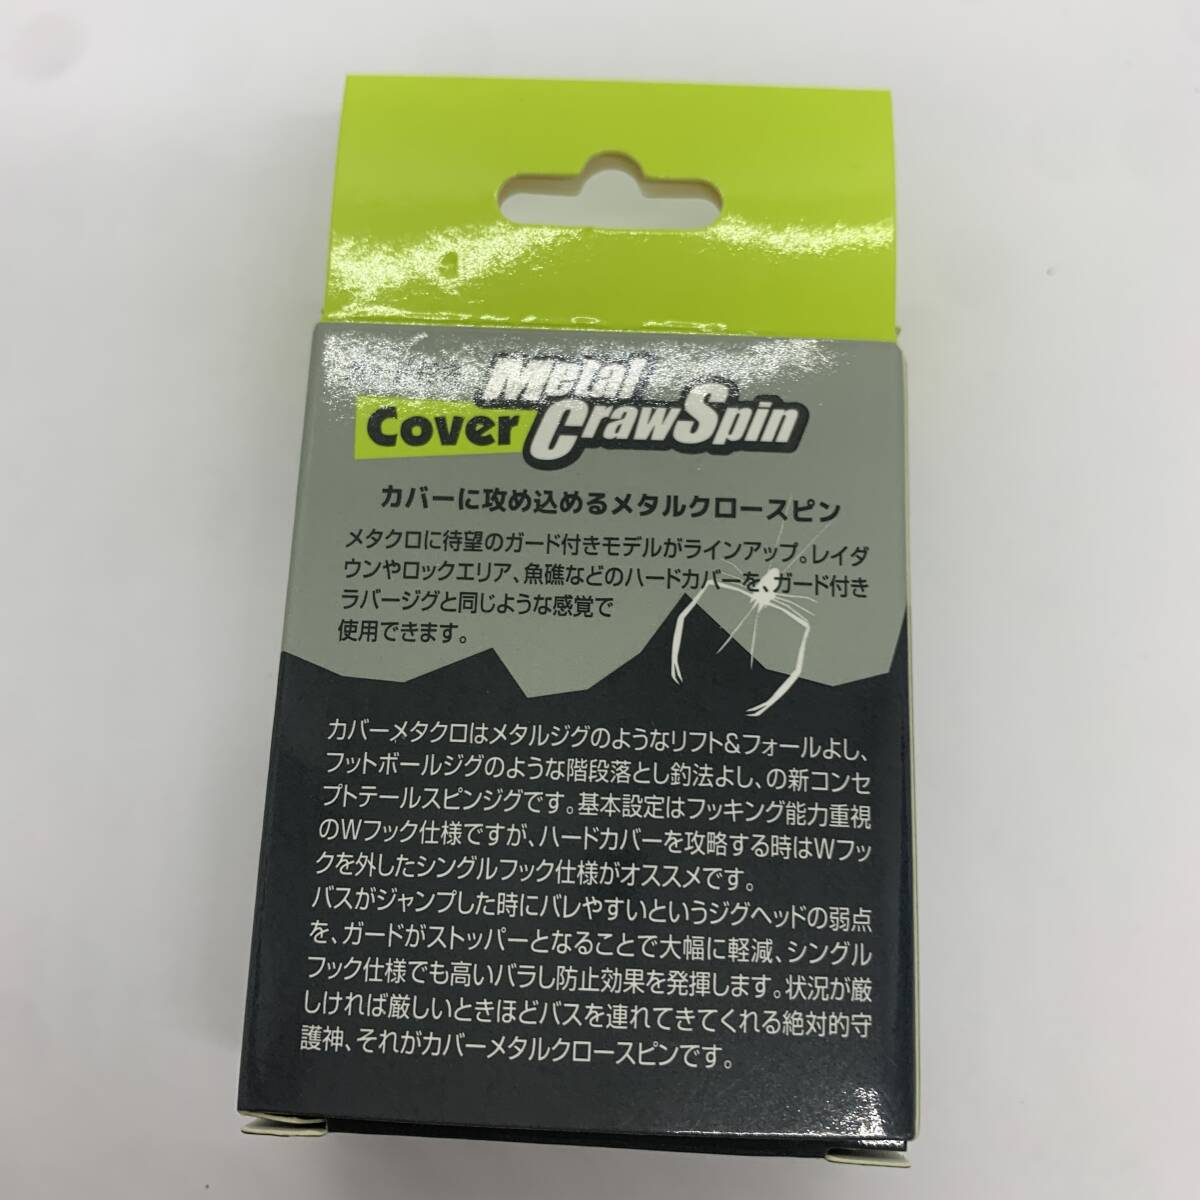 Metal
Cover CrawSpin
カバーに攻め込めるメタルクロースピン
メタクロに待望のガード付きモデルがラインアップ。レイダ
ウンやロックエリア、魚礁などのハードカバーを、ガード付き
ラバージグと同じような感覚で
使用できます。
カバーメタクロはメタルジグのようなリフト&フォールよし、
フットボールジグのような階段落とし釣法よし、の新コンセ
プトテールスピンジグです。基本設定はフッキング能力重視
のWフック仕様ですが、ハードカバーを攻略する時はWフッ
クを外したシングルフック仕様がオススメです。
バスがジャンプした時にバレやすいというジグヘッドの弱点
を、ガードがストッパーとなることで大幅に軽減、シングル
フック仕様でも高いバラし防止効果を発揮します。状況が厳
しければ厳しいときほどバスを連れてきてくれる絶対的守
護神、それがカバーメタルクロースピンです。